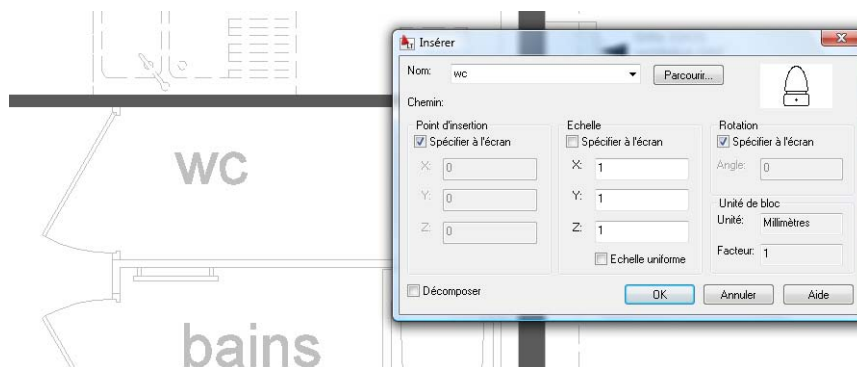 wc
bains
Insérer
Nom: wc Parcourir...
Chemin:
Point d'insertion Echelle Rotation
Spécifier à l'écran Spécifier à l'écran Spécifier à l'écran
X: 0 X: 1 Angle: 0
Y: 0 Y: 1 Unité de bloc
Z: 0 Z: 1 Unité: Millimètres
Echelle uniforme Facteur: 1
Décomposer OK Annuler Aide